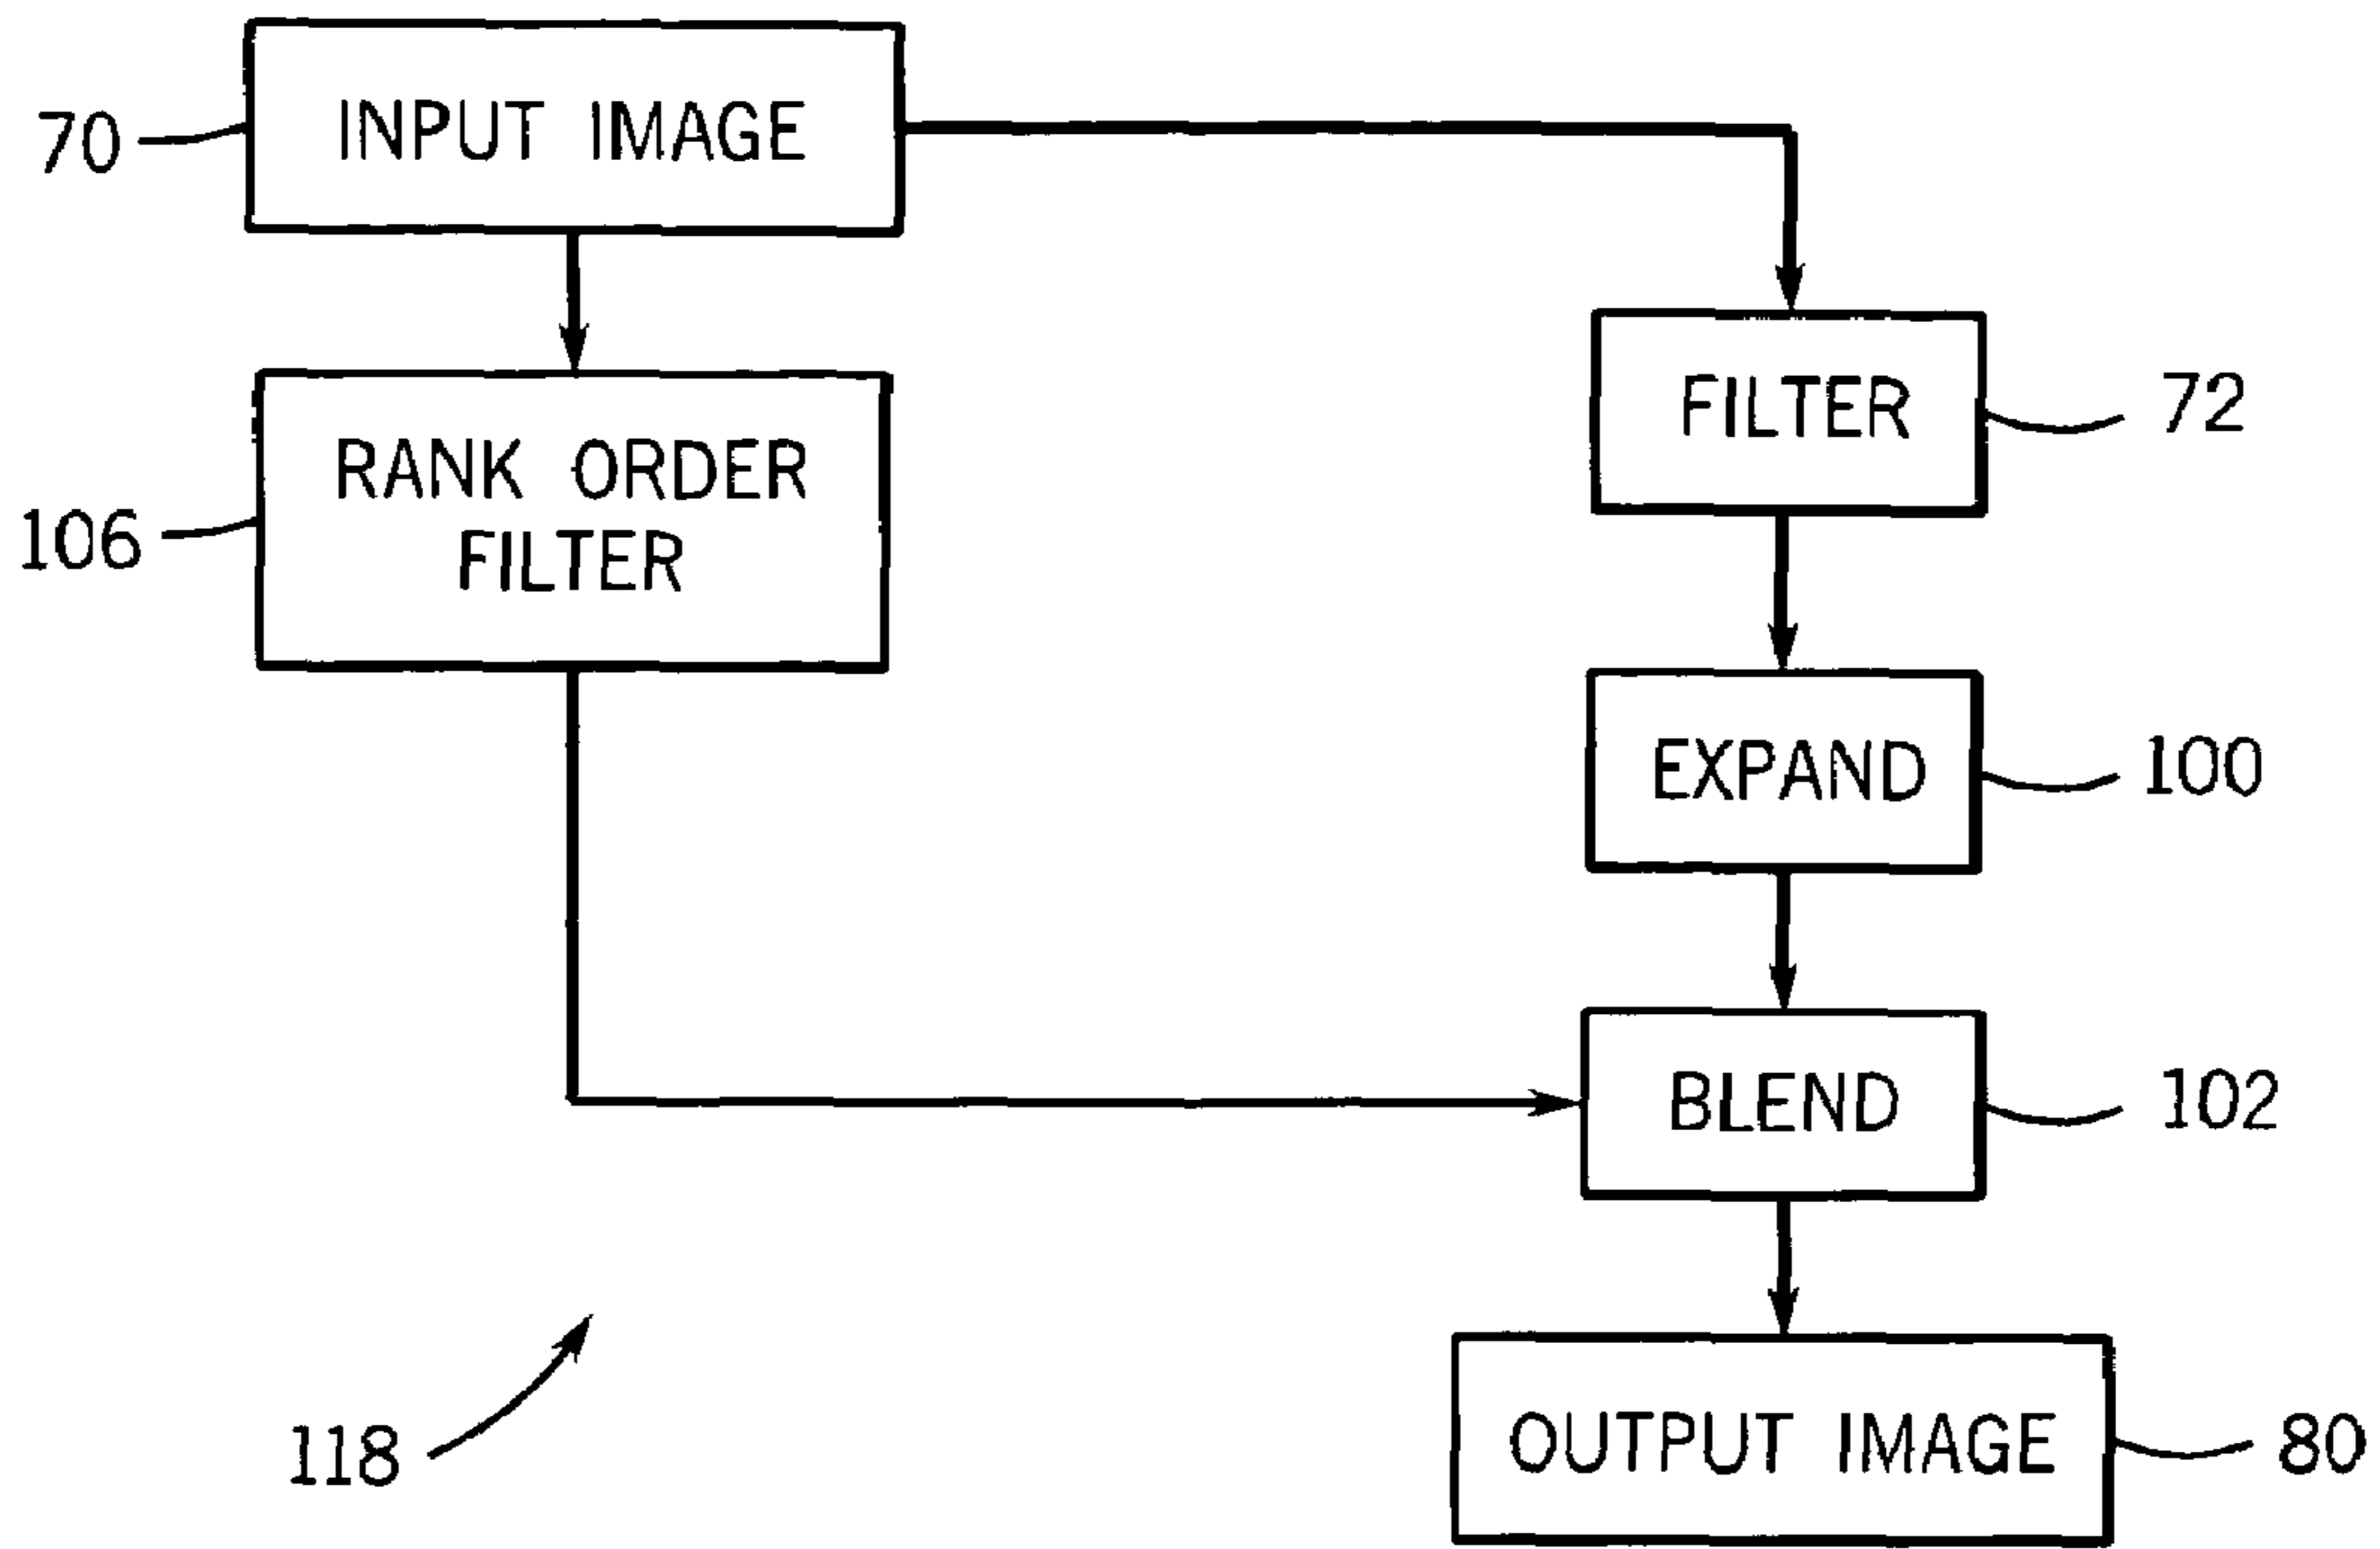 70
INPUT IMAGE
FILTER
72
RANK ORDER
FILTER
106
EXPAND
100
BLEND
102
118
OUTPUT IMAGE
80